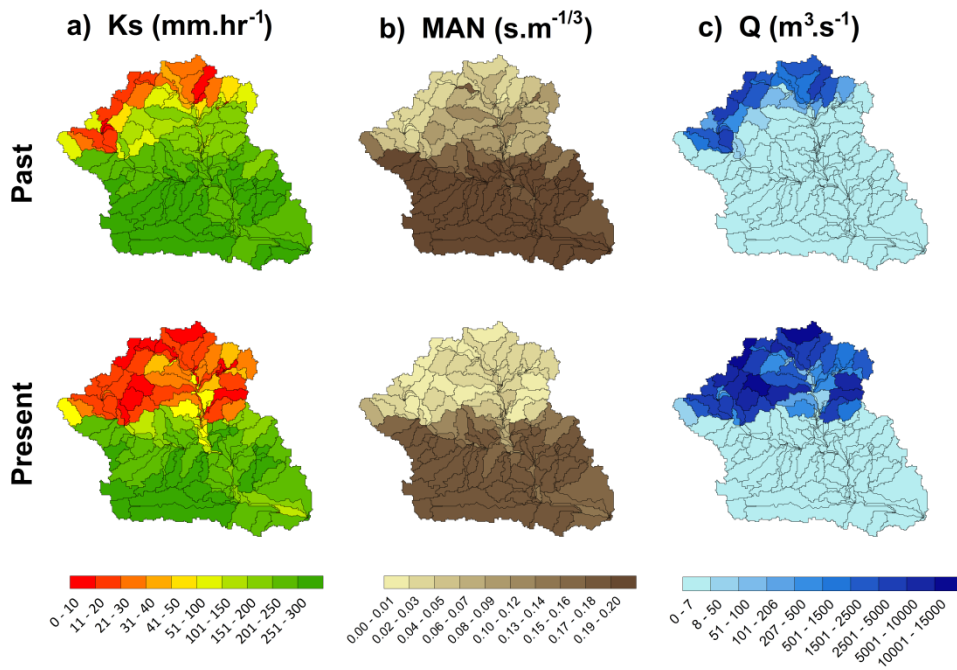 a) Ks (mm.hr⁻¹)
b) MAN (s.m⁻¹/³)
c) Q (m³.s⁻¹)
Past
Present
0 - 10
11 - 20
21 - 30
31 - 40
41 - 50
51 - 100
101 - 150
151 - 200
201 - 250
251 - 300
0.00 - 0.01
0.02 - 0.03
0.04 - 0.05
0.06 - 0.07
0.08 - 0.09
0.10 - 0.12
0.13 - 0.14
0.15 - 0.16
0.17 - 0.18
0.19 - 0.20
0 - 7
8 - 50
51 - 100
101 - 206
207 - 500
501 - 1500
1501 - 2500
2501 - 5000
5001 - 10000
10001 - 15000